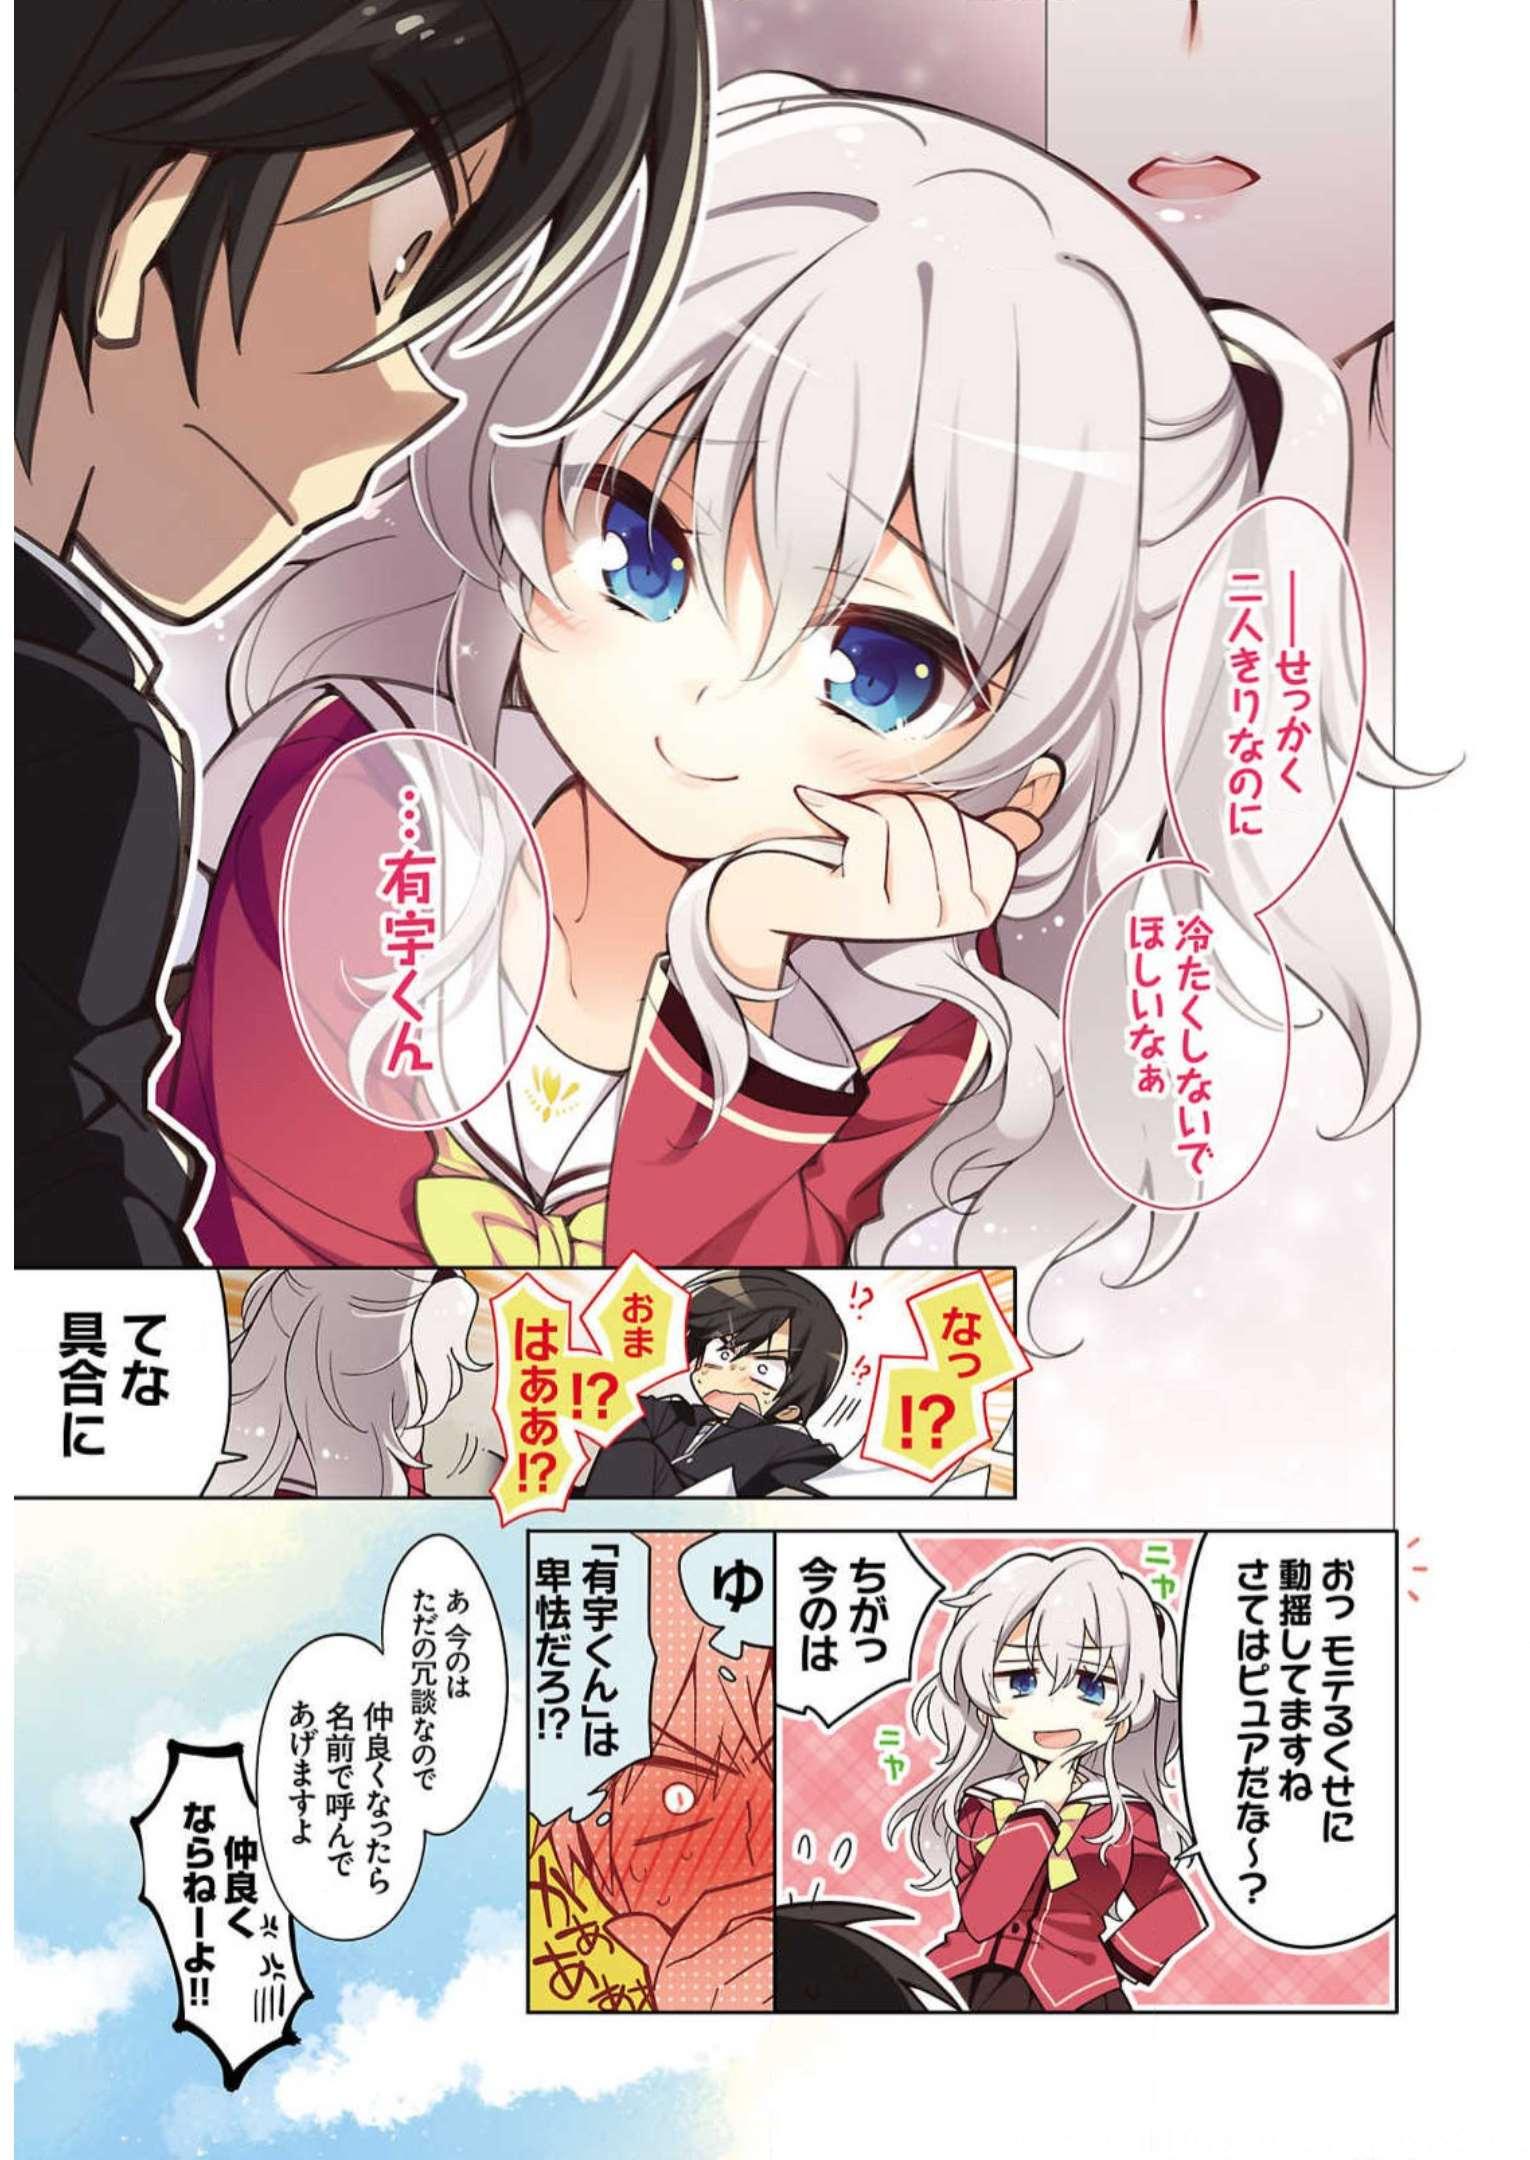 ──せっかく
二人きりなのに
冷たくしないで
ほしいなぁ
…有宇くん
なっ
!?
!?
!?
おま
!?
はああ!?
てな
具合に
おっ モテるくせに
動揺してますね
さてはピュアだな～?
ニヤ
ニヤ
ちがっ
今のは
ゆ
「有宇くん」は
卑怯だろ!?
かあ
ああ
あ
あ 今のは
ただの冗談なので
仲良くなったら
名前で呼んで
あげますよ
仲良く
ならねーよ!!